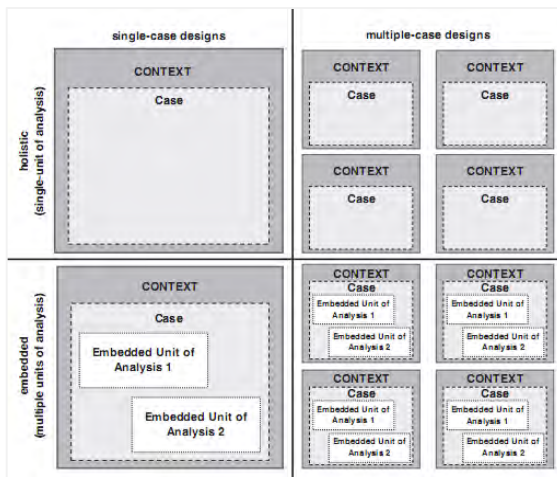 single-case designs
multiple-case designs
holistic
(single-unit of analysis)
CONTEXT
Case
CONTEXT
Case
CONTEXT
Case
CONTEXT
Case
CONTEXT
Case
embedded
(multiple units of analysis)
CONTEXT
Case
Embedded Unit of
Analysis 1
Embedded Unit of
Analysis 2
CONTEXT
Case
Embedded Unit of
Analysis 1
Embedded Unit of
Analysis 2
CONTEXT
Case
Embedded Unit of
Analysis 1
Embedded Unit of
Analysis 2
CONTEXT
Case
Embedded Unit of
Analysis 1
Embedded Unit of
Analysis 2
CONTEXT
Case
Embedded Unit of
Analysis 1
Embedded Unit of
Analysis 2